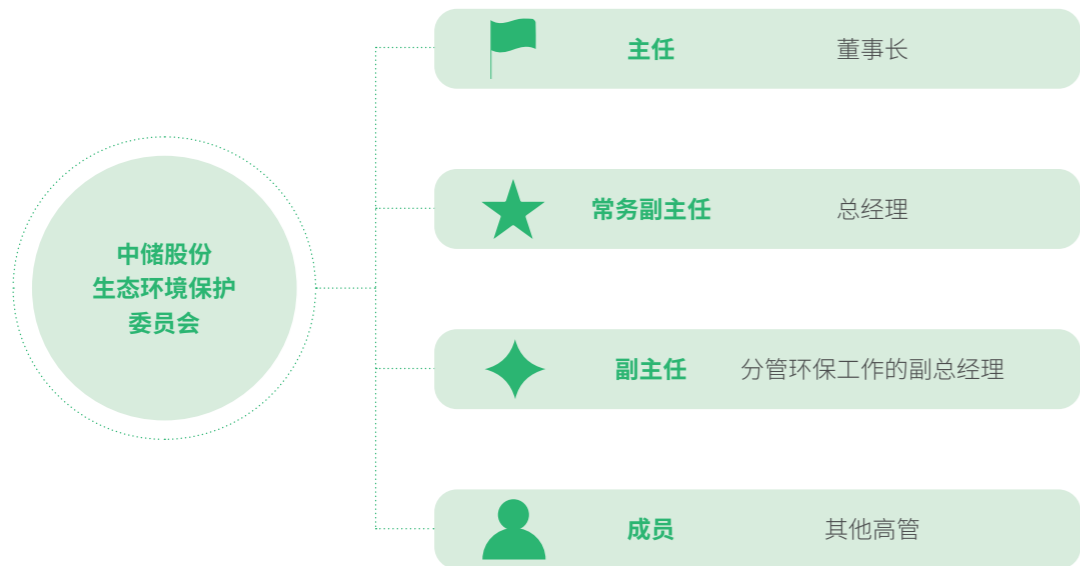 中储股份
生态环境保护
委员会
主任 董事长
常务副主任 总经理
副主任 分管环保工作的副总经理
成员 其他高管